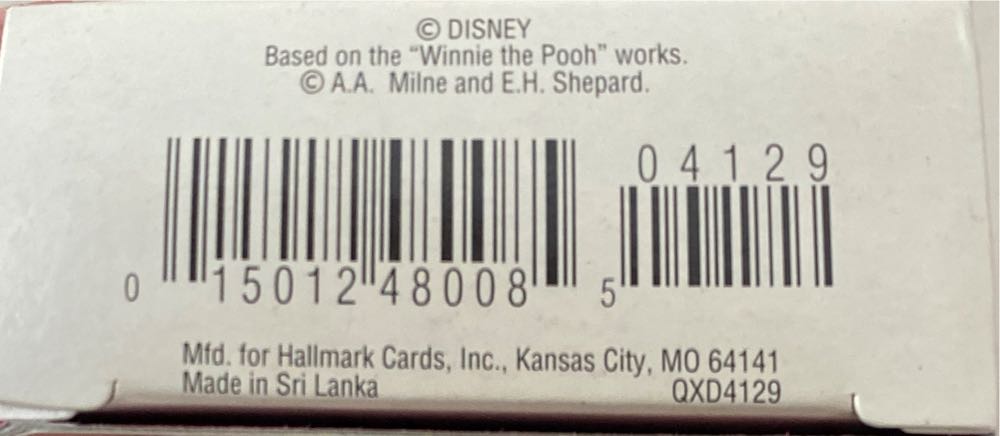 © DISNEY
Based on the “Winnie the Pooh” works.
© A.A. Milne and E.H. Shepard.
04129
0 15012 48008 5
Mfd. for Hallmark Cards, Inc., Kansas City, MO 64141
Made in Sri Lanka QXD4129